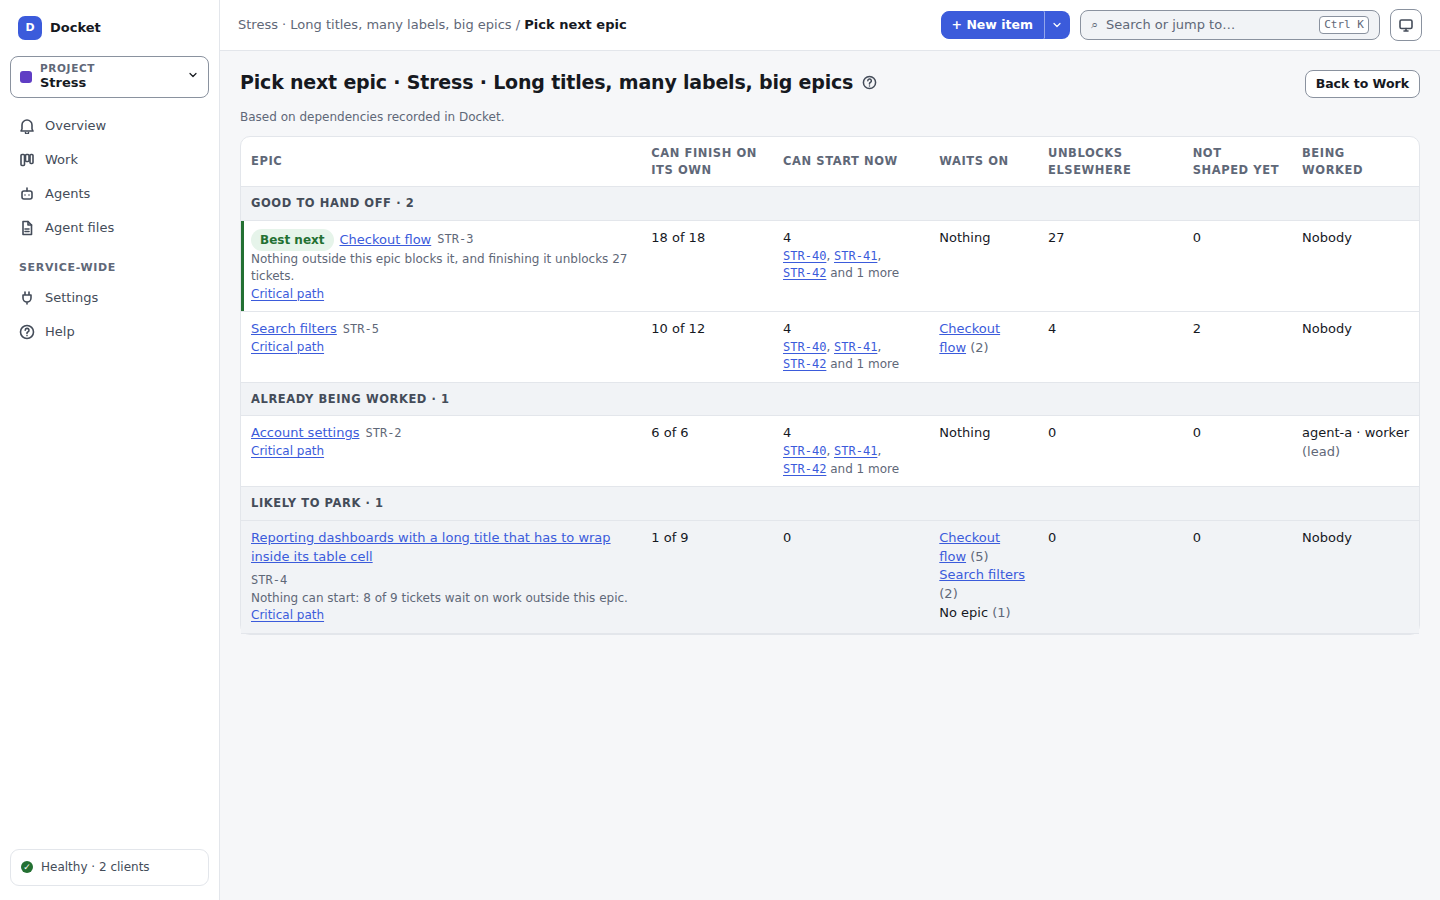 D Docket
PROJECT
Stress
Overview
Work
Agents
Agent files
SERVICE-WIDE
Settings
Help
Healthy · 2 clients
Stress · Long titles, many labels, big epics / Pick next epic
+ New item
Search or jump to…
Ctrl K
Pick next epic · Stress · Long titles, many labels, big epics
Back to Work
Based on dependencies recorded in Docket.
EPIC
CAN FINISH ON
ITS OWN
CAN START NOW
WAITS ON
UNBLOCKS
ELSEWHERE
NOT
SHAPED YET
BEING
WORKED
GOOD TO HAND OFF · 2
Best next Checkout flow STR-3
Nothing outside this epic blocks it, and finishing it unblocks 27
tickets.
Critical path
18 of 18
4
STR-40, STR-41,
STR-42 and 1 more
Nothing
27
0
Nobody
Search filters STR-5
Critical path
10 of 12
4
STR-40, STR-41,
STR-42 and 1 more
Checkout
flow (2)
4
2
Nobody
ALREADY BEING WORKED · 1
Account settings STR-2
Critical path
6 of 6
4
STR-40, STR-41,
STR-42 and 1 more
Nothing
0
0
agent-a · worker
(lead)
LIKELY TO PARK · 1
Reporting dashboards with a long title that has to wrap
inside its table cell
STR-4
Nothing can start: 8 of 9 tickets wait on work outside this epic.
Critical path
1 of 9
0
Checkout
flow (5)
Search filters
(2)
No epic (1)
0
0
Nobody